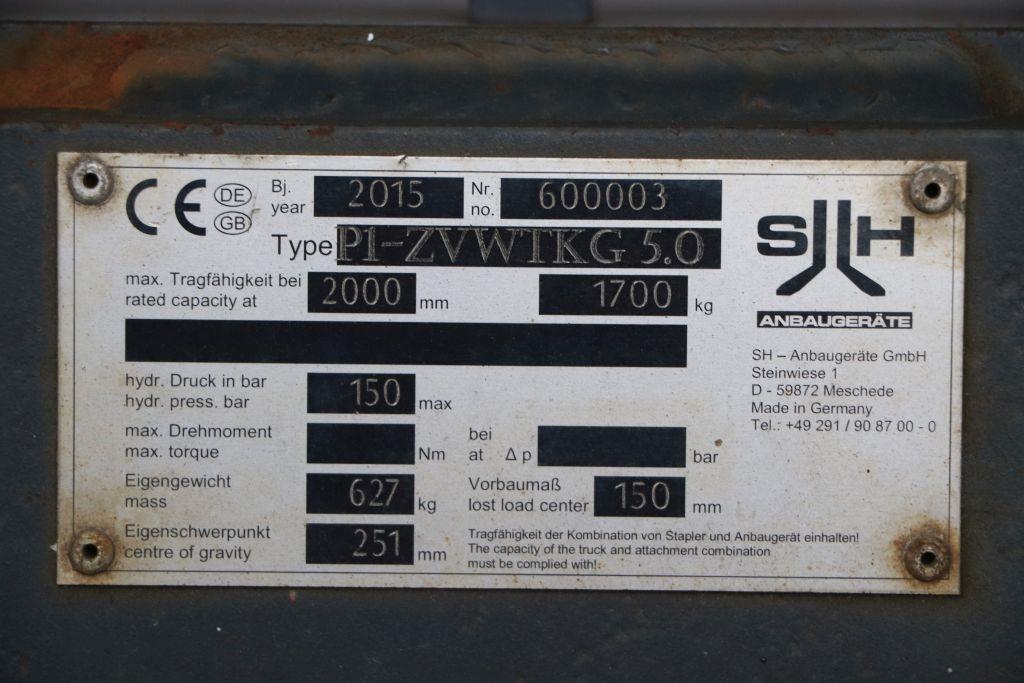 CE DE GB
Bj. 2015 Nr. 600003
year no.
Type P1-ZVWTKG 5.0
max. Tragfähigkeit bei 2000 mm 1700 kg
rated capacity at
hydr. Druck in bar 150 max
hydr. press. bar
max. Drehmoment Nm bei Δ p bar
max. torque at
Eigengewicht 627 kg Vorbaumaß 150 mm
mass lost load center
Eigenschwerpunkt 251 mm
centre of gravity
Tragfähigkeit der Kombination von Stapler und Anbaugerät einhalten!
The capacity of the truck and attachment combination
must be complied with!
SH
ANBAUGERÄTE
SH – Anbaugeräte GmbH
Steinwiese 1
D - 59872 Meschede
Made in Germany
Tel.: +49 291 / 90 87 00 - 0